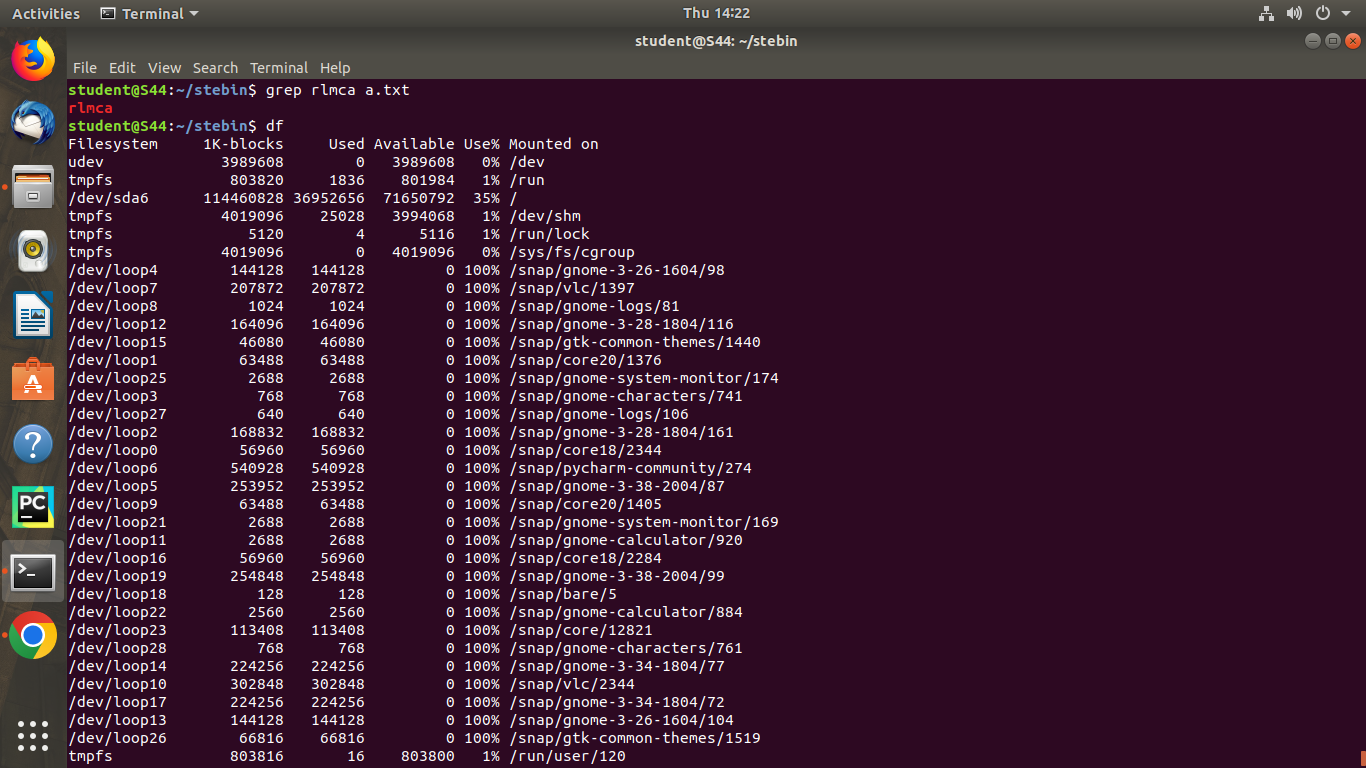 Activities Terminal Thu 14:22
student@S44: ~/stebin
File Edit View Search Terminal Help
student@S44:~/stebin$ grep rlmca a.txt
rlmca
student@S44:~/stebin$ df
Filesystem     1K-blocks     Used Available Use% Mounted on
udev             3989608        0   3989608   0% /dev
tmpfs             803820     1836    801984   1% /run
/dev/sda6      114460828 36952656  71650792  35% /
tmpfs            4019096    25028   3994068   1% /dev/shm
tmpfs               5120        4      5116   1% /run/lock
tmpfs            4019096        0   4019096   0% /sys/fs/cgroup
/dev/loop4        144128   144128         0 100% /snap/gnome-3-26-1604/98
/dev/loop7        207872   207872         0 100% /snap/vlc/1397
/dev/loop8          1024     1024         0 100% /snap/gnome-logs/81
/dev/loop12       164096   164096         0 100% /snap/gnome-3-28-1804/116
/dev/loop15        46080    46080         0 100% /snap/gtk-common-themes/1440
/dev/loop1         63488    63488         0 100% /snap/core20/1376
/dev/loop25         2688     2688         0 100% /snap/gnome-system-monitor/174
/dev/loop3           768      768         0 100% /snap/gnome-characters/741
/dev/loop27          640      640         0 100% /snap/gnome-logs/106
/dev/loop2        168832   168832         0 100% /snap/gnome-3-28-1804/161
/dev/loop0         56960    56960         0 100% /snap/core18/2344
/dev/loop6        540928   540928         0 100% /snap/pycharm-community/274
/dev/loop5        253952   253952         0 100% /snap/gnome-3-38-2004/87
/dev/loop9         63488    63488         0 100% /snap/core20/1405
/dev/loop21         2688     2688         0 100% /snap/gnome-system-monitor/169
/dev/loop11         2688     2688         0 100% /snap/gnome-calculator/920
/dev/loop16        56960    56960         0 100% /snap/core18/2284
/dev/loop19       254848   254848         0 100% /snap/gnome-3-38-2004/99
/dev/loop18          128      128         0 100% /snap/bare/5
/dev/loop22         2560     2560         0 100% /snap/gnome-calculator/884
/dev/loop23       113408   113408         0 100% /snap/core/12821
/dev/loop28          768      768         0 100% /snap/gnome-characters/761
/dev/loop14       224256   224256         0 100% /snap/gnome-3-34-1804/77
/dev/loop10       302848   302848         0 100% /snap/vlc/2344
/dev/loop17       224256   224256         0 100% /snap/gnome-3-34-1804/72
/dev/loop13       144128   144128         0 100% /snap/gnome-3-26-1604/104
/dev/loop26        66816    66816         0 100% /snap/gtk-common-themes/1519
tmpfs             803816       16    803800   1% /run/user/120
PC